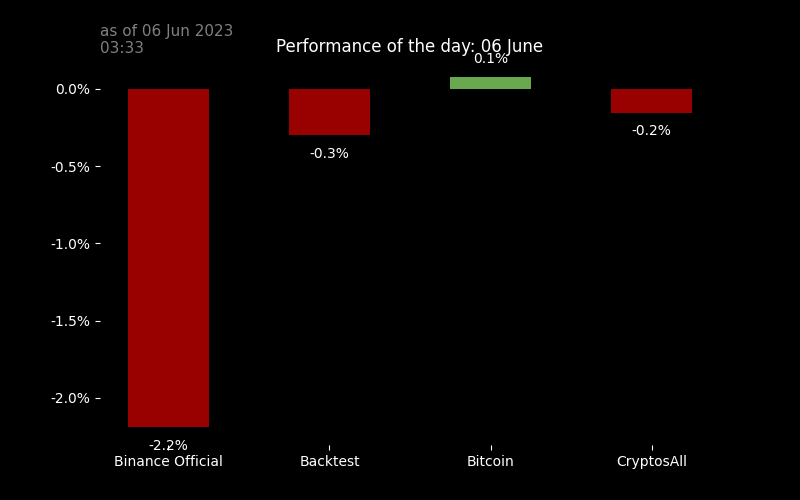 as of 06 Jun 2023
03:33
Performance of the day: 06 June
0.1%
0.0%
-0.2%
-0.3%
-0.5%
-1.0%
-1.5%
-2.0%
-2.2%
Binance Official
Backtest
Bitcoin
CryptosAll